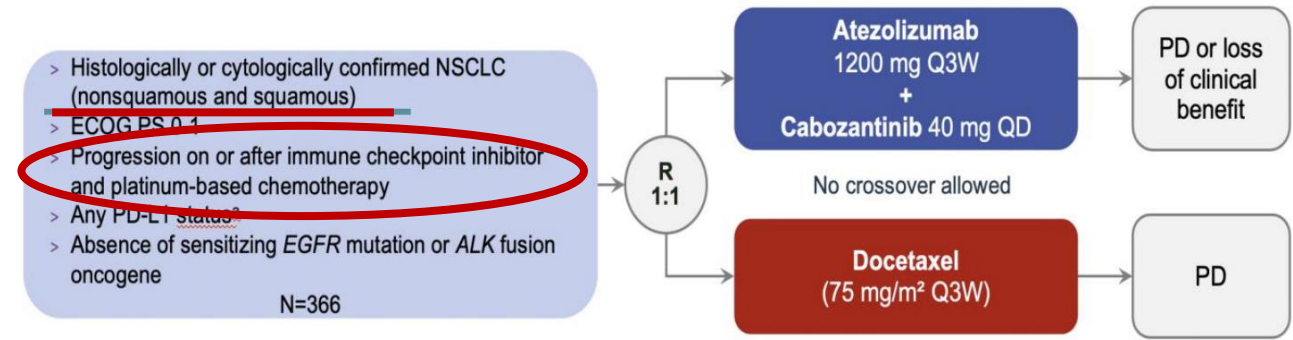 > Histologically or cytologically confirmed NSCLC
(nonsquamous and squamous)
> ECOG PS 0-1
> Progression on or after immune checkpoint inhibitor
and platinum-based chemotherapy
> Any PD-L1 status²
> Absence of sensitizing EGFR mutation or ALK fusion
oncogene
N=366
R
1:1
Atezolizumab
1200 mg Q3W
+
Cabozantinib 40 mg QD
No crossover allowed
Docetaxel
(75 mg/m² Q3W)
PD or loss
of clinical
benefit
PD